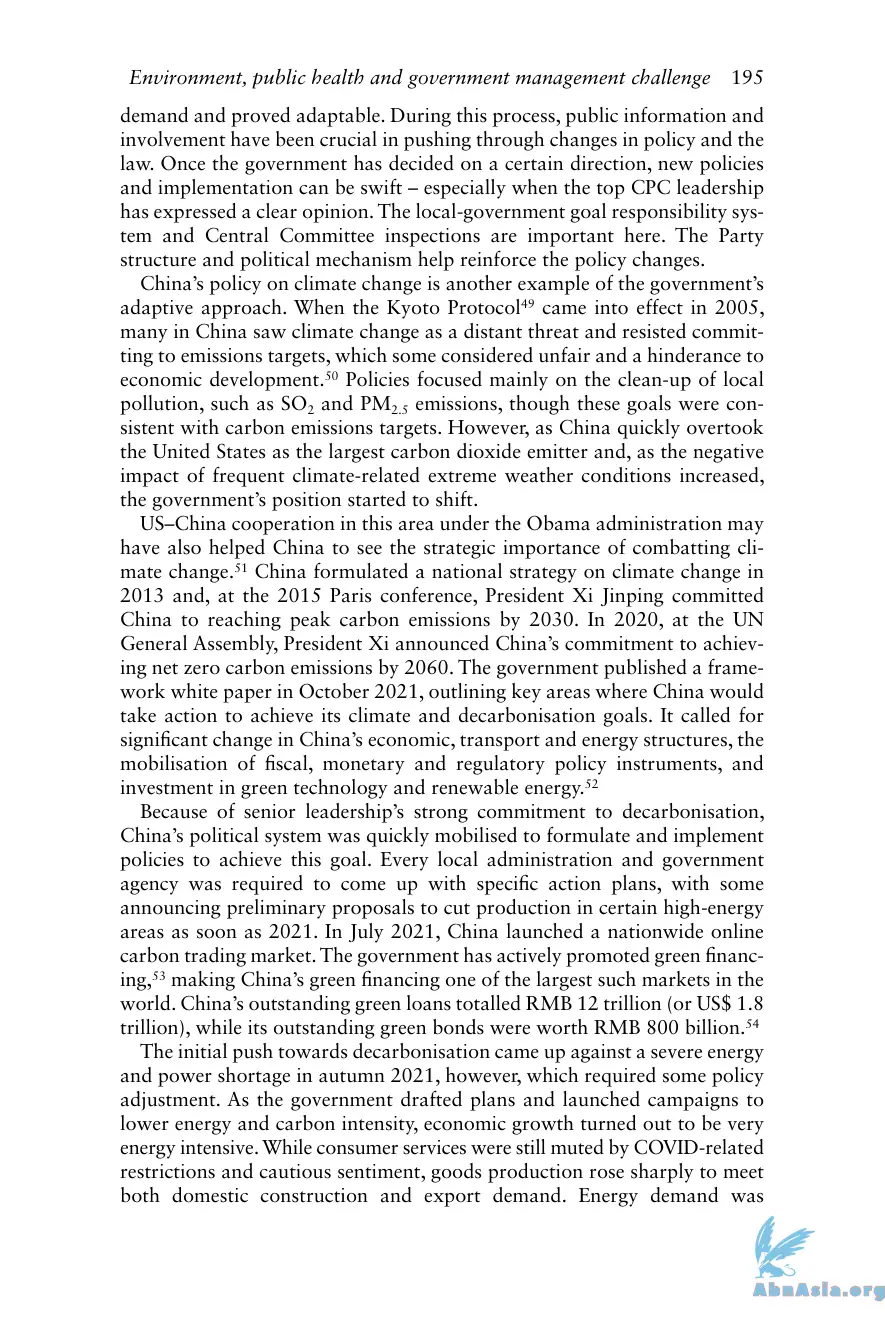 Environment, public health and government management challenge 195
demand and proved adaptable. During this process, public information and
involvement have been crucial in pushing through changes in policy and the
law. Once the government has decided on a certain direction, new policies
and implementation can be swift – especially when the top CPC leadership
has expressed a clear opinion. The local-government goal responsibility sys-
tem and Central Committee inspections are important here. The Party
structure and political mechanism help reinforce the policy changes.
China’s policy on climate change is another example of the government’s
adaptive approach. When the Kyoto Protocol⁴⁹ came into effect in 2005,
many in China saw climate change as a distant threat and resisted commit-
ting to emissions targets, which some considered unfair and a hinderance to
economic development.⁵⁰ Policies focused mainly on the clean-up of local
pollution, such as SO₂ and PM₂.₅ emissions, though these goals were con-
sistent with carbon emissions targets. However, as China quickly overtook
the United States as the largest carbon dioxide emitter and, as the negative
impact of frequent climate-related extreme weather conditions increased,
the government’s position started to shift.
US–China cooperation in this area under the Obama administration may
have also helped China to see the strategic importance of combatting cli-
mate change.⁵¹ China formulated a national strategy on climate change in
2013 and, at the 2015 Paris conference, President Xi Jinping committed
China to reaching peak carbon emissions by 2030. In 2020, at the UN
General Assembly, President Xi announced China’s commitment to achiev-
ing net zero carbon emissions by 2060. The government published a frame-
work white paper in October 2021, outlining key areas where China would
take action to achieve its climate and decarbonisation goals. It called for
significant change in China’s economic, transport and energy structures, the
mobilisation of fiscal, monetary and regulatory policy instruments, and
investment in green technology and renewable energy.⁵²
Because of senior leadership’s strong commitment to decarbonisation,
China’s political system was quickly mobilised to formulate and implement
policies to achieve this goal. Every local administration and government
agency was required to come up with specific action plans, with some
announcing preliminary proposals to cut production in certain high-energy
areas as soon as 2021. In July 2021, China launched a nationwide online
carbon trading market. The government has actively promoted green financ-
ing,⁵³ making China’s green financing one of the largest such markets in the
world. China’s outstanding green loans totalled RMB 12 trillion (or US$ 1.8
trillion), while its outstanding green bonds were worth RMB 800 billion.⁵⁴
The initial push towards decarbonisation came up against a severe energy
and power shortage in autumn 2021, however, which required some policy
adjustment. As the government drafted plans and launched campaigns to
lower energy and carbon intensity, economic growth turned out to be very
energy intensive. While consumer services were still muted by COVID-related
restrictions and cautious sentiment, goods production rose sharply to meet
both domestic construction and export demand. Energy demand was
AbnAsia.org